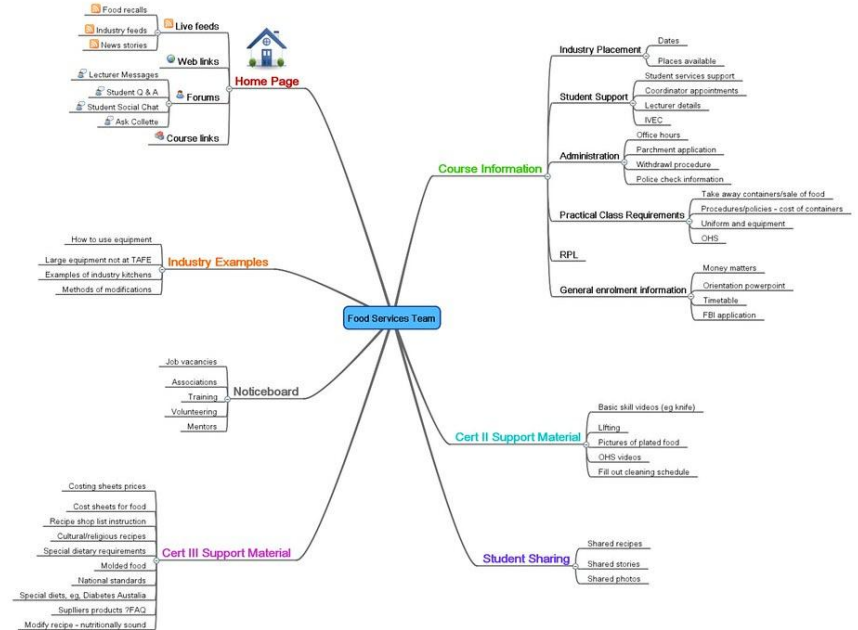 Food Services Team
Home Page
Live feeds
Food recalls
Industry feeds
News stories
Web links
Forums
Lecturer Messages
Student Q & A
Student Social Chat
Ask Collette
Course links
Industry Examples
How to use equipment
Large equipment not at TAFE
Examples of industry kitchens
Methods of modifications
Noticeboard
Job vacancies
Associations
Training
Volunteering
Mentors
Cert III Support Material
Costing sheets prices
Cost sheets for food
Recipe shop list instruction
Cultural/religious recipes
Special dietary requirements
Molded food
National standards
Special diets, eg, Diabetes Austalia
Suplliers products ?FAQ
Modify recipe - nutritionally sound
Course Information
Industry Placement
Dates
Places available
Student Support
Student services support
Coordinator appointments
Lecturer details
IVEC
Administration
Office hours
Parchment application
Withdrawl procedure
Police check information
Practical Class Requirements
Take away containers/sale of food
Procedures/policies - cost of containers
Uniform and equipment
OHS
RPL
General enrolment information
Money matters
Orientation powerpoint
Timetable
FBI application
Cert II Support Material
Basic skill videos (eg knife)
LIfting
Pictures of plated food
OHS videos
Fill out cleaning schedule
Student Sharing
Shared recipes
Shared stories
Shared photos